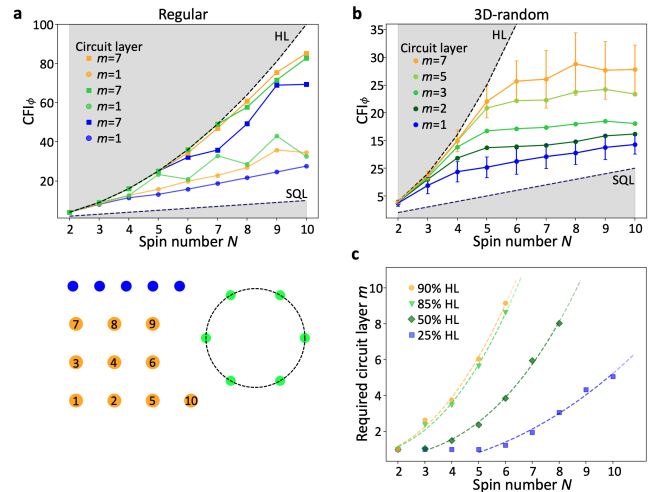 a
Regular
HL
Circuit layer
m=7
m=1
m=7
m=1
m=7
m=1
SQL
CFIϕ
100
80
60
40
20
2 3 4 5 6 7 8 9 10
Spin number N
b
3D-random
HL
Circuit layer
m=7
m=5
m=3
m=2
m=1
SQL
CFIϕ
35
30
25
20
15
25
5
2 3 4 5 6 7 8 9 10
Spin number N
7 8 9
3 4 6
1 2 5 10
c
90% HL
85% HL
50% HL
25% HL
Required circuit layer m
10
8
6
4
2
2 3 4 5 6 7 8 9 10
Spin number N